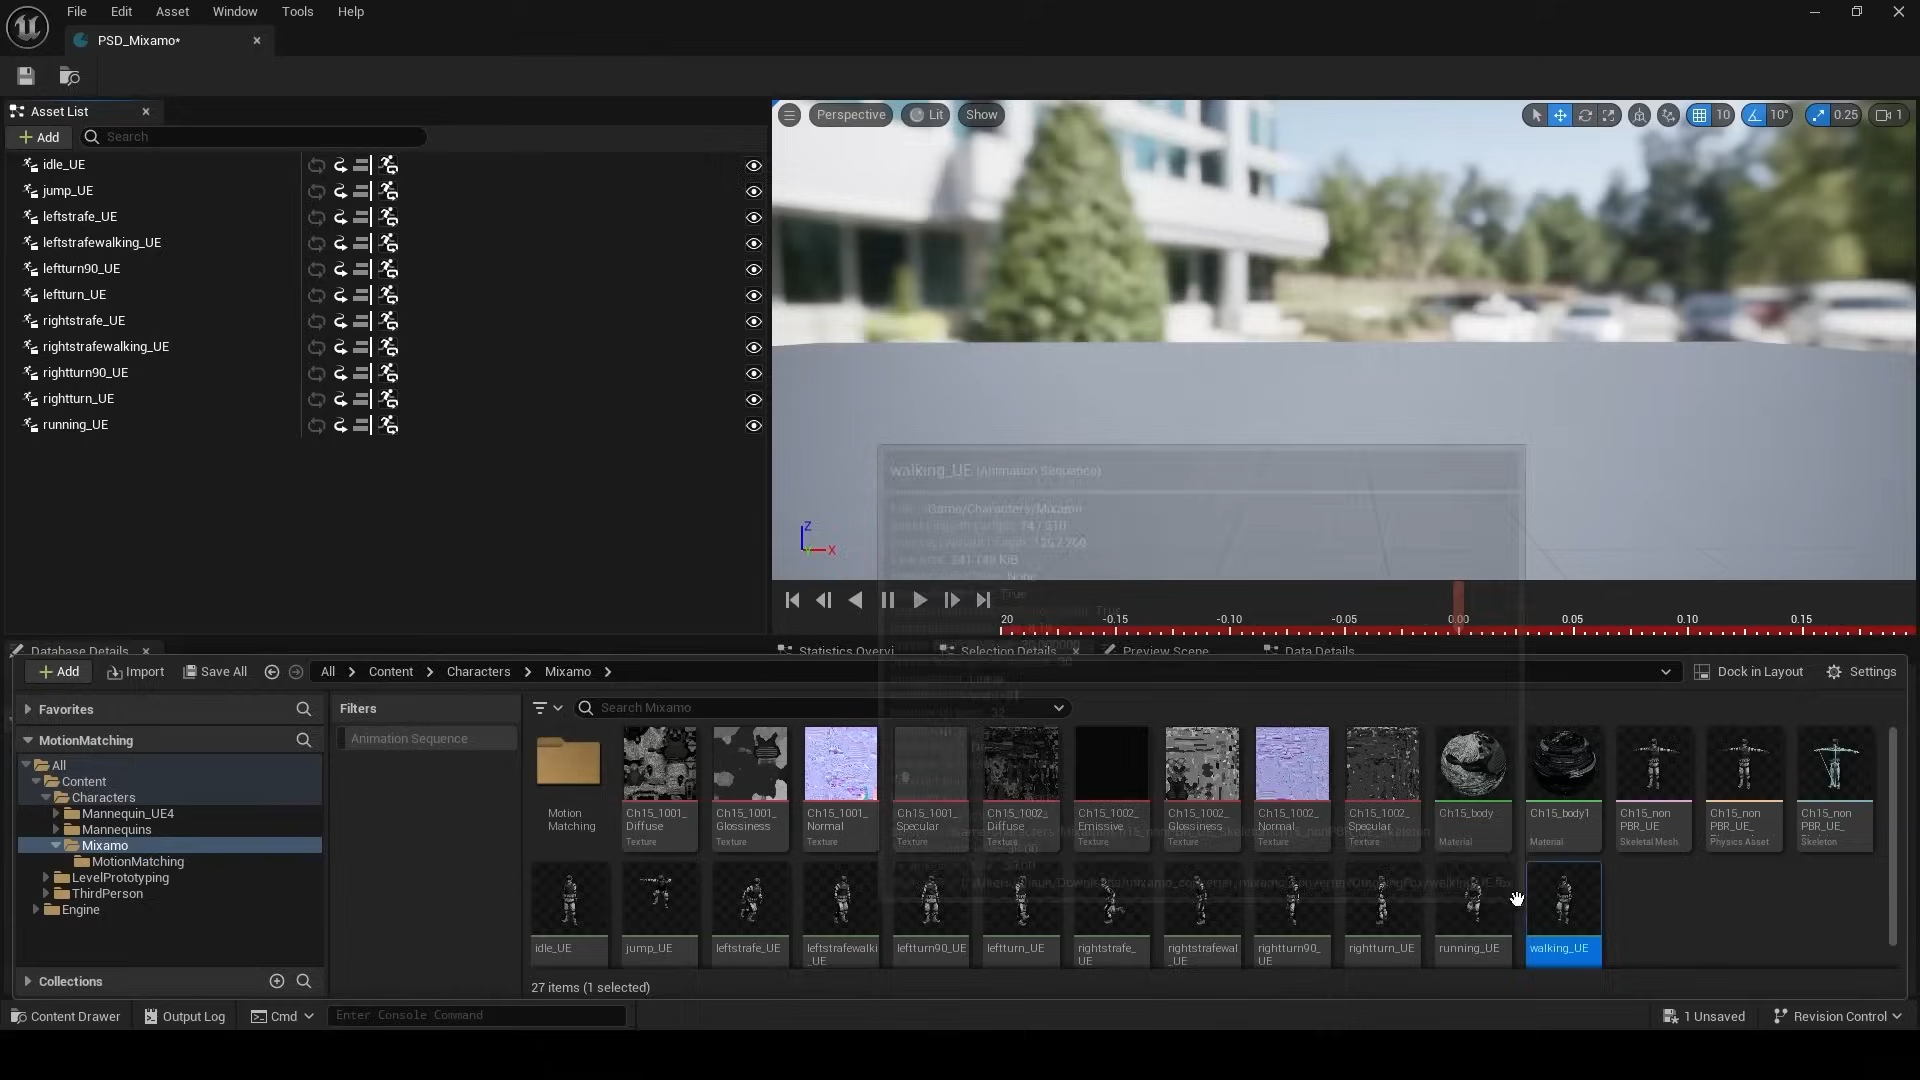 File Edit Asset Window Tools Help
PSD_Mixamo*
Asset List
Add Search
idle_UE
jump_UE
leftstrafe_UE
leftstrafewalking_UE
leftturn90_UE
leftturn_UE
rightstrafe_UE
rightstrafewalking_UE
rightturn90_UE
rightturn_UE
running_UE
Perspective Lit Show
10 10° 0.25 1
walking_UE (Animation Sequence)
Game/Characters/Mixamo
Z
X
20 -0.15 -0.10 -0.05 0.00 0.05 0.10 0.15
Database Details
Statistics Overvi Selection Details Preview Scene Data Details
Add Import Save All All Content Characters Mixamo Dock in Layout Settings
Favorites
MotionMatching
All
Content
Characters
Mannequin_UE4
Mannequins
Mixamo
MotionMatching
LevelPrototyping
ThirdPerson
Engine
Collections
Filters
Animation Sequence
Search Mixamo
Motion
Matching
Ch15_1001_
Diffuse
Texture
Ch15_1001_
Glossiness
Texture
Ch15_1001_
Normal
Texture
Ch15_1001_
Specular
Texture
Ch15_1002_
Diffuse
Texture
Ch15_1002_
Emissive
Texture
Ch15_1002_
Glossiness
Texture
Ch15_1002_
Normal
Texture
Ch15_1002_
Specular
Texture
Ch15_body
Material
Ch15_body1
Material
Ch15_non
PBR_UE
Skeletal Mesh
Ch15_non
PBR_UE_
Physics Asset
Ch15_non
PBR_UE_
Skeleton
idle_UE
jump_UE
leftstrafe_UE
leftstrafewalki
_UE
leftturn90_UE
leftturn_UE
rightstrafe_
UE
rightstrafewal
_UE
rightturn90_
UE
rightturn_UE
running_UE
walking_UE
27 items (1 selected)
Content Drawer Output Log Cmd Enter Console Command 1 Unsaved Revision Control